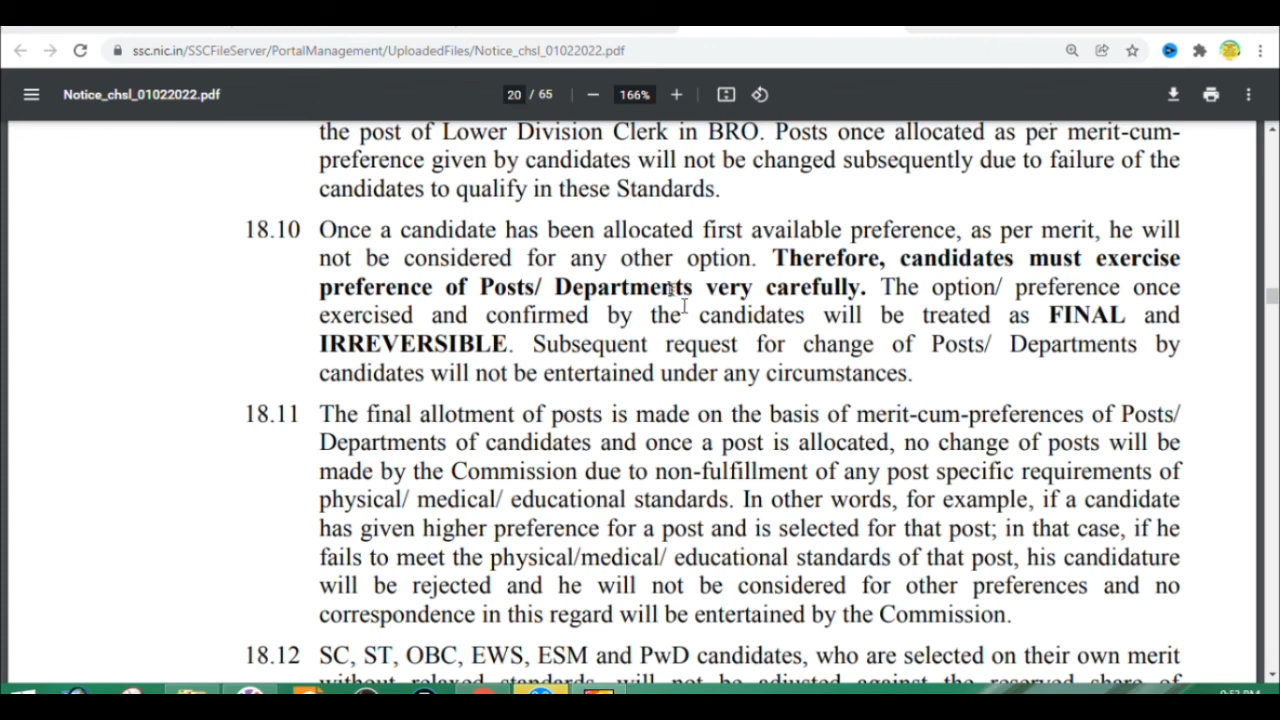 ssc.nic.in/SSCFileServer/PortalManagement/UploadedFiles/Notice_chsl_01022022.pdf
Notice_chsl_01022022.pdf 20 / 65 166%
the post of Lower Division Clerk in BRO. Posts once allocated as per merit-cum-
preference given by candidates will not be changed subsequently due to failure of the
candidates to qualify in these Standards.
18.10 Once a candidate has been allocated first available preference, as per merit, he will
not be considered for any other option. Therefore, candidates must exercise
preference of Posts/ Departments very carefully. The option/ preference once
exercised and confirmed by the candidates will be treated as FINAL and
IRREVERSIBLE. Subsequent request for change of Posts/ Departments by
candidates will not be entertained under any circumstances.
18.11 The final allotment of posts is made on the basis of merit-cum-preferences of Posts/
Departments of candidates and once a post is allocated, no change of posts will be
made by the Commission due to non-fulfillment of any post specific requirements of
physical/ medical/ educational standards. In other words, for example, if a candidate
has given higher preference for a post and is selected for that post; in that case, if he
fails to meet the physical/medical/ educational standards of that post, his candidature
will be rejected and he will not be considered for other preferences and no
correspondence in this regard will be entertained by the Commission.
18.12 SC, ST, OBC, EWS, ESM and PwD candidates, who are selected on their own merit
without relaxed standards, will not be adjusted against the reserved share of